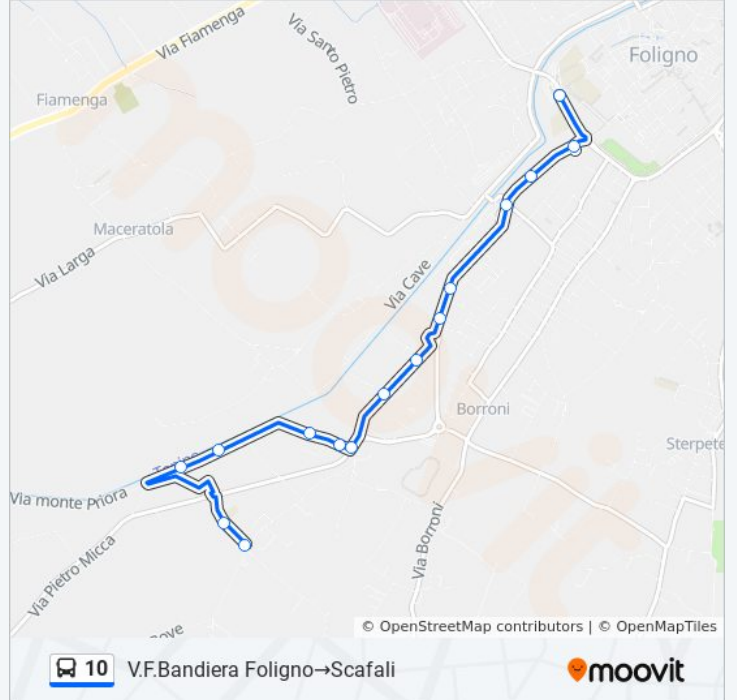 Via Fiamenga
Via Santo Pietro
Foligno
Fiamenga
Maceratola
Via Larga
Via Cave
Borroni
Sterpete
Topino
Via monte Priora
Via Borroni
Via Pietro Micca
© OpenStreetMap contributors | © OpenMapTiles
10 V.F.Bandiera Foligno→Scafali
moovit